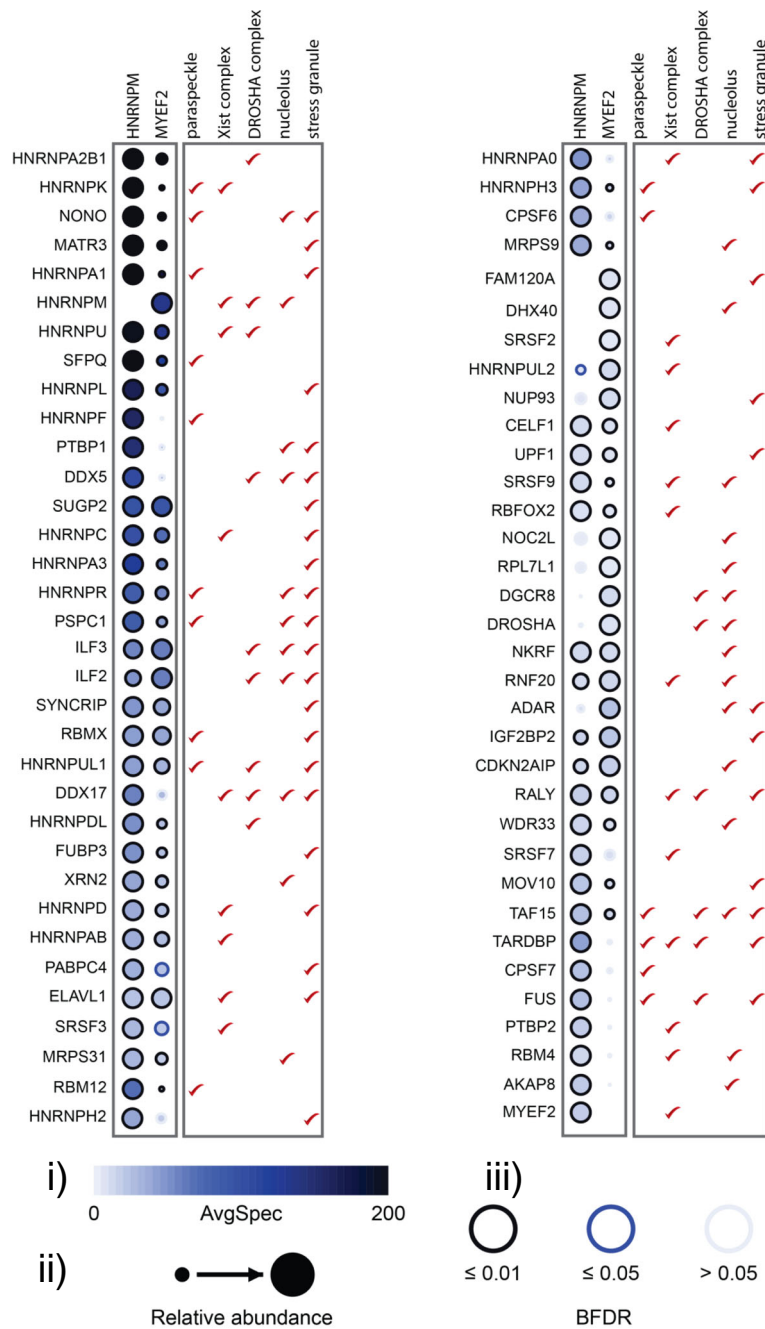 HNRNPM
MYEF2
paraspeckle
Xist complex
DROSHA complex
nucleolus
stress granule
HNRNPA2B1
HNRNPK
NONO
MATR3
HNRNPA1
HNRNPM
HNRNPU
SFPQ
HNRNPL
HNRNPF
PTBP1
DDX5
SUGP2
HNRNPC
HNRNPA3
HNRNPR
PSPC1
ILF3
ILF2
SYNCRIP
RBMX
HNRNPUL1
DDX17
HNRNPDL
FUBP3
XRN2
HNRNPD
HNRNPAB
PABPC4
ELAVL1
SRSF3
MRPS31
RBM12
HNRNPH2
HNRNPM
MYEF2
paraspeckle
Xist complex
DROSHA complex
nucleolus
stress granule
HNRNPA0
HNRNPH3
CPSF6
MRPS9
FAM120A
DHX40
SRSF2
HNRNPUL2
NUP93
CELF1
UPF1
SRSF9
RBFOX2
NOC2L
RPL7L1
DGCR8
DROSHA
NKRF
RNF20
ADAR
IGF2BP2
CDKN2AIP
RALY
WDR33
SRSF7
MOV10
TAF15
TARDBP
CPSF7
FUS
PTBP2
RBM4
AKAP8
MYEF2
i)
0 AvgSpec 200
ii)
Relative abundance
iii)
≤ 0.01 ≤ 0.05 > 0.05
BFDR